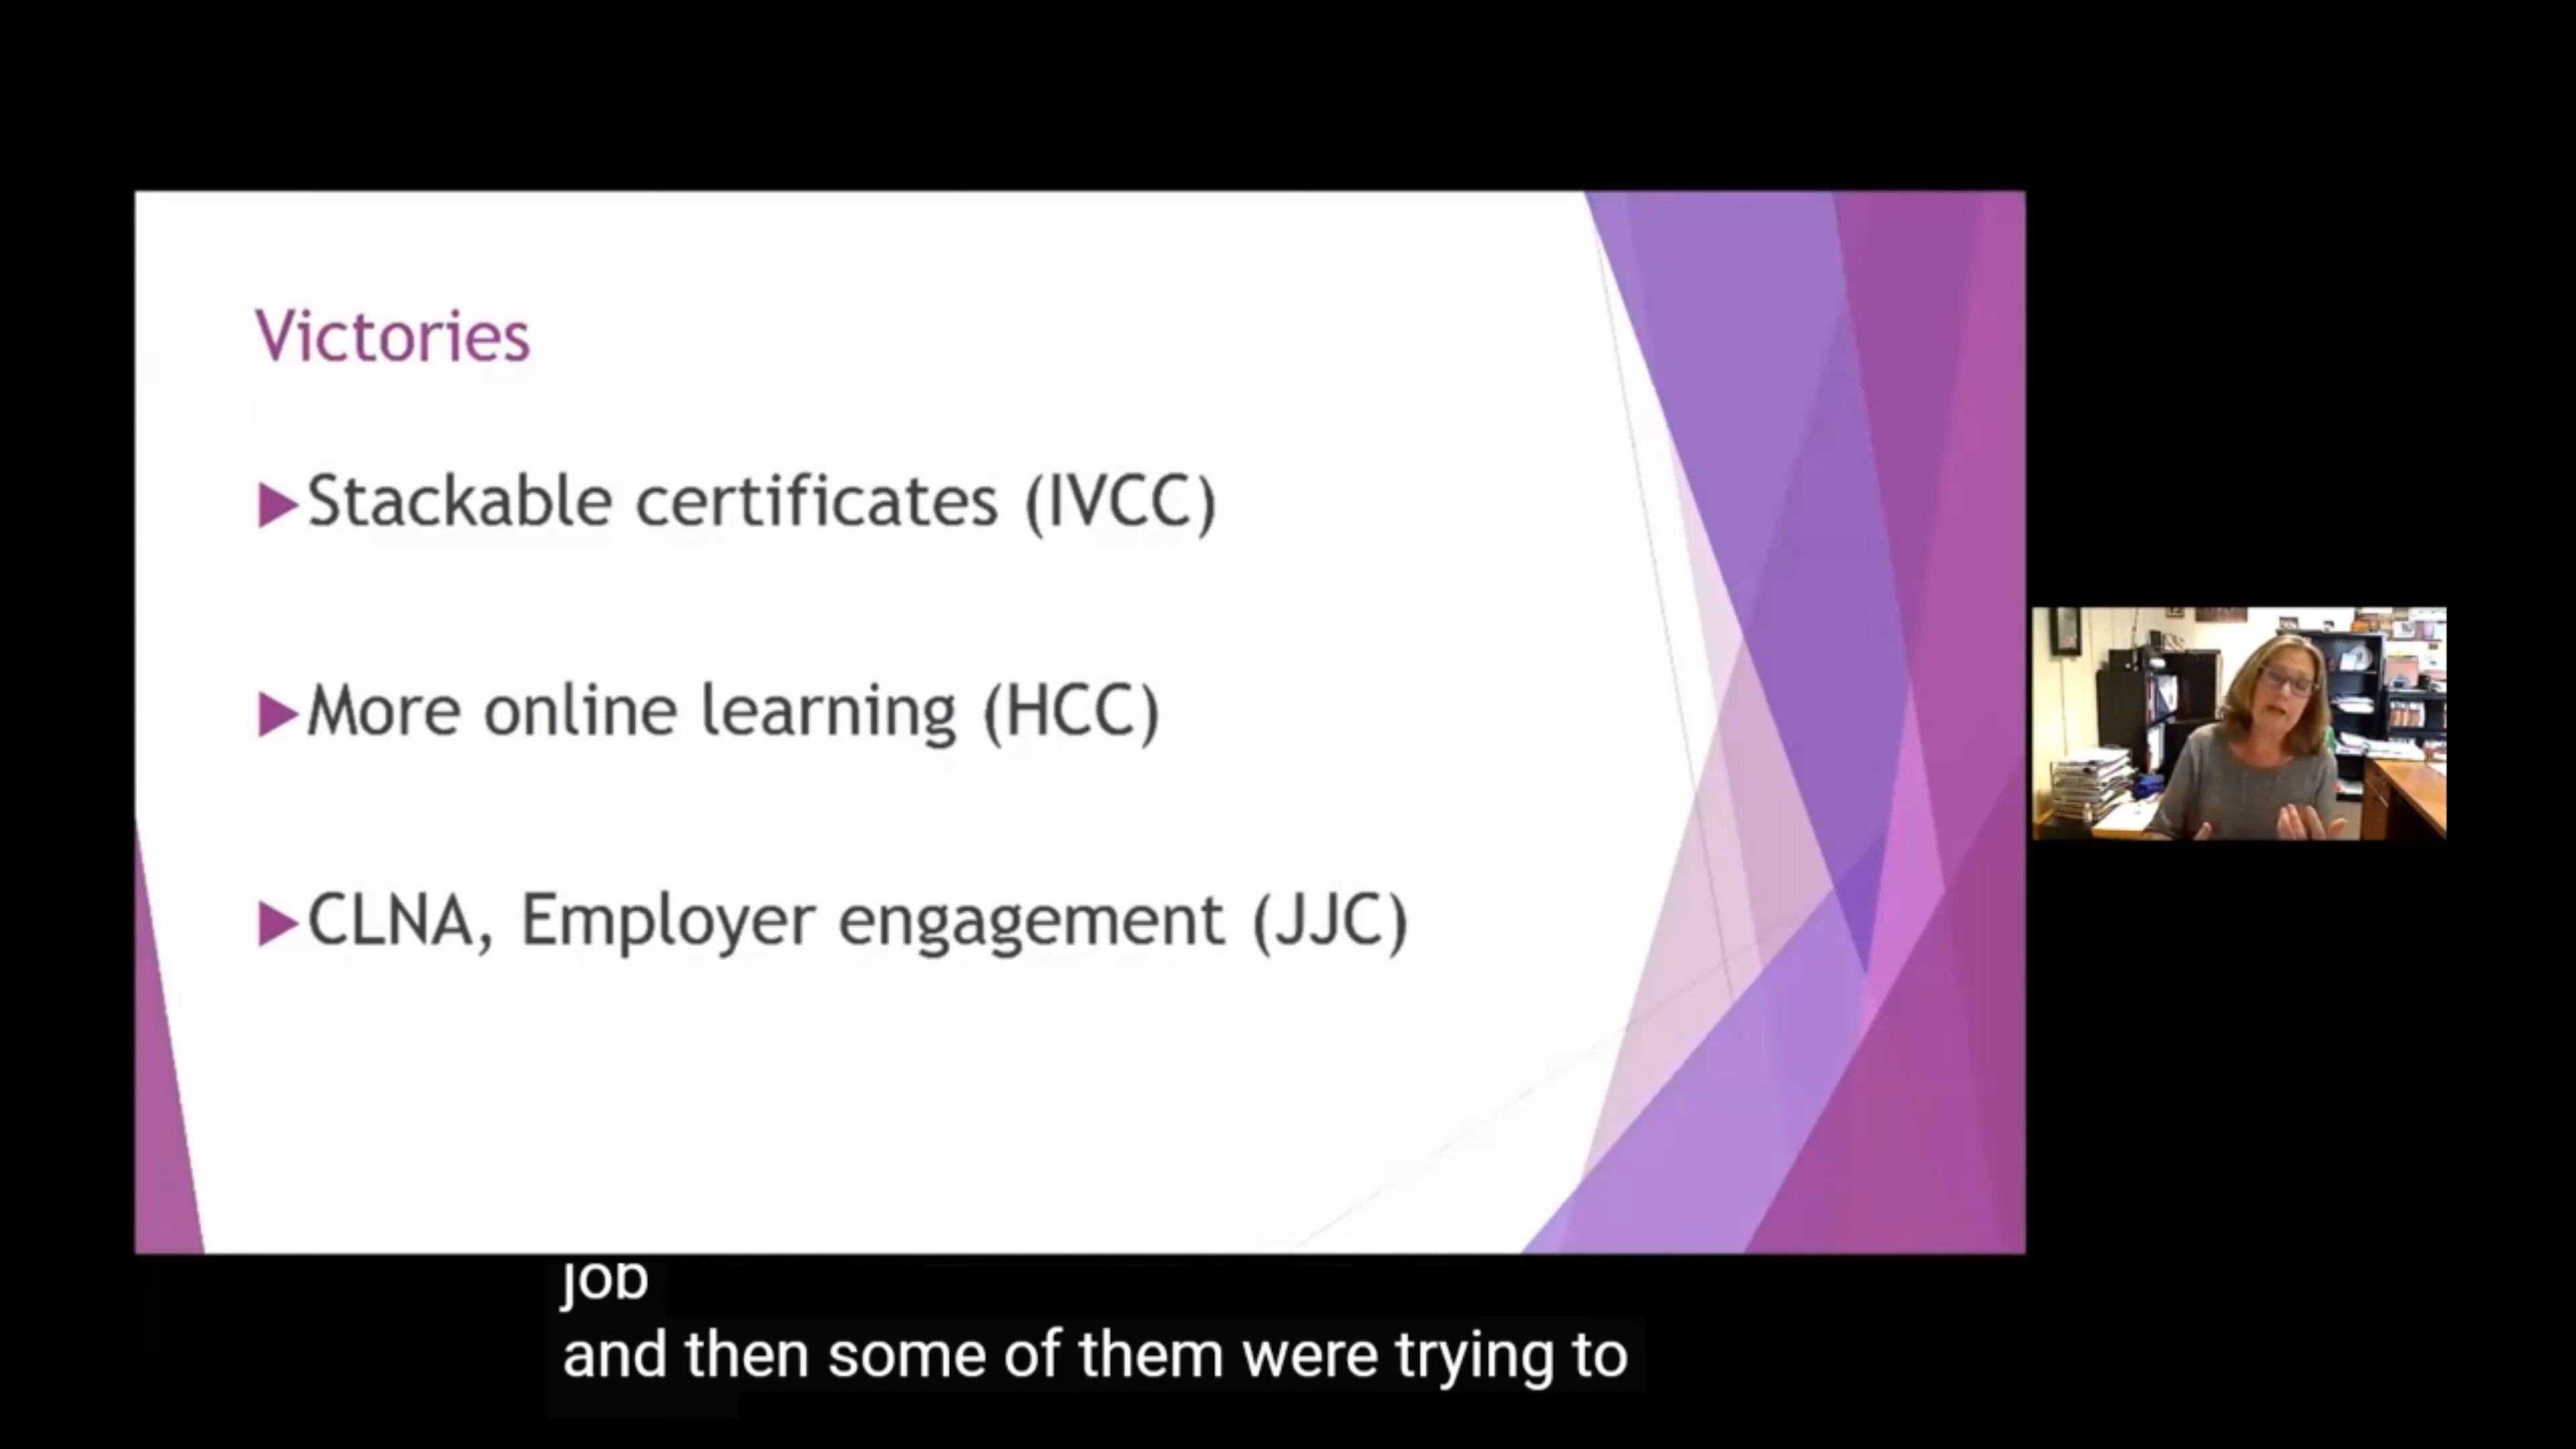 Victories
Stackable certificates (IVCC)
More online learning (HCC)
CLNA, Employer engagement (JJC)
job
and then some of them were trying to